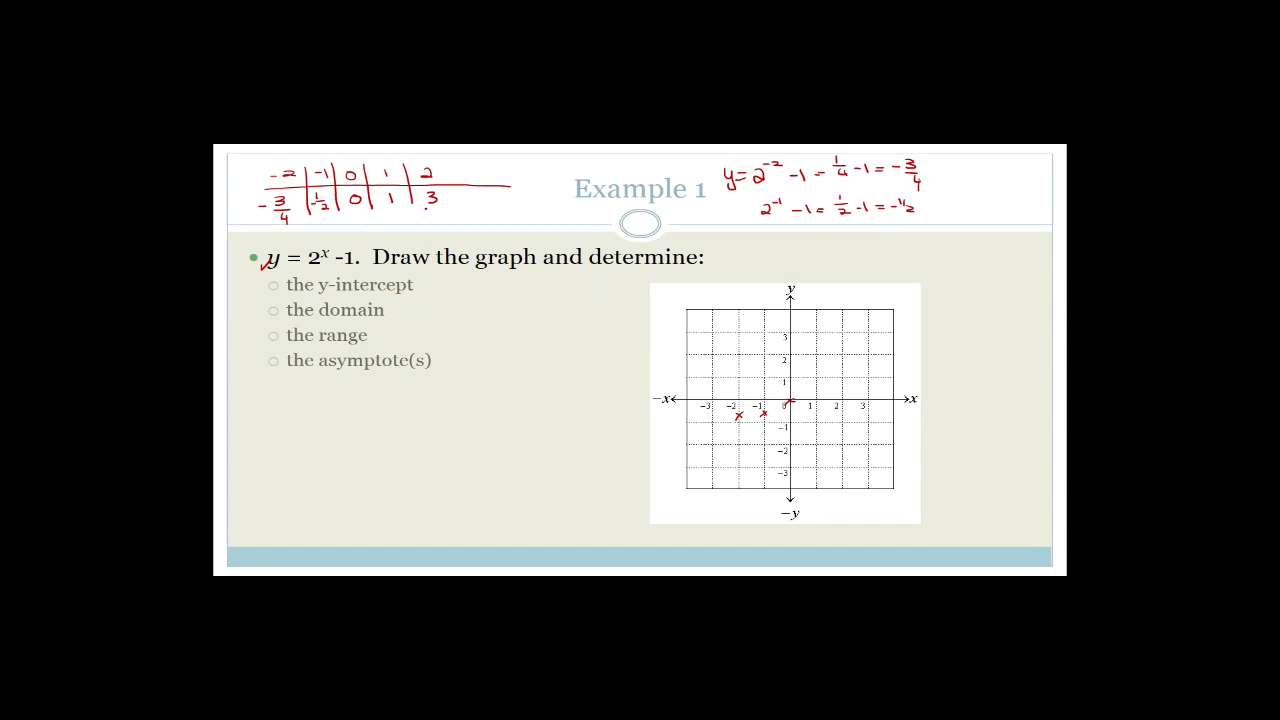 -2 | -1 | 0 | 1 | 2
-3/4 | -1/2 | 0 | 1 | 3
Example 1
y = 2^-2 -1 = 1/4 -1 = -3/4
2^-1 -1 = 1/2 -1 = -1/2
y = 2^x -1. Draw the graph and determine:
the y-intercept
the domain
the range
the asymptote(s)
y
3
2
1
−x -3 -2 -1 0 1 2 3 x
-1
-2
-3
−y